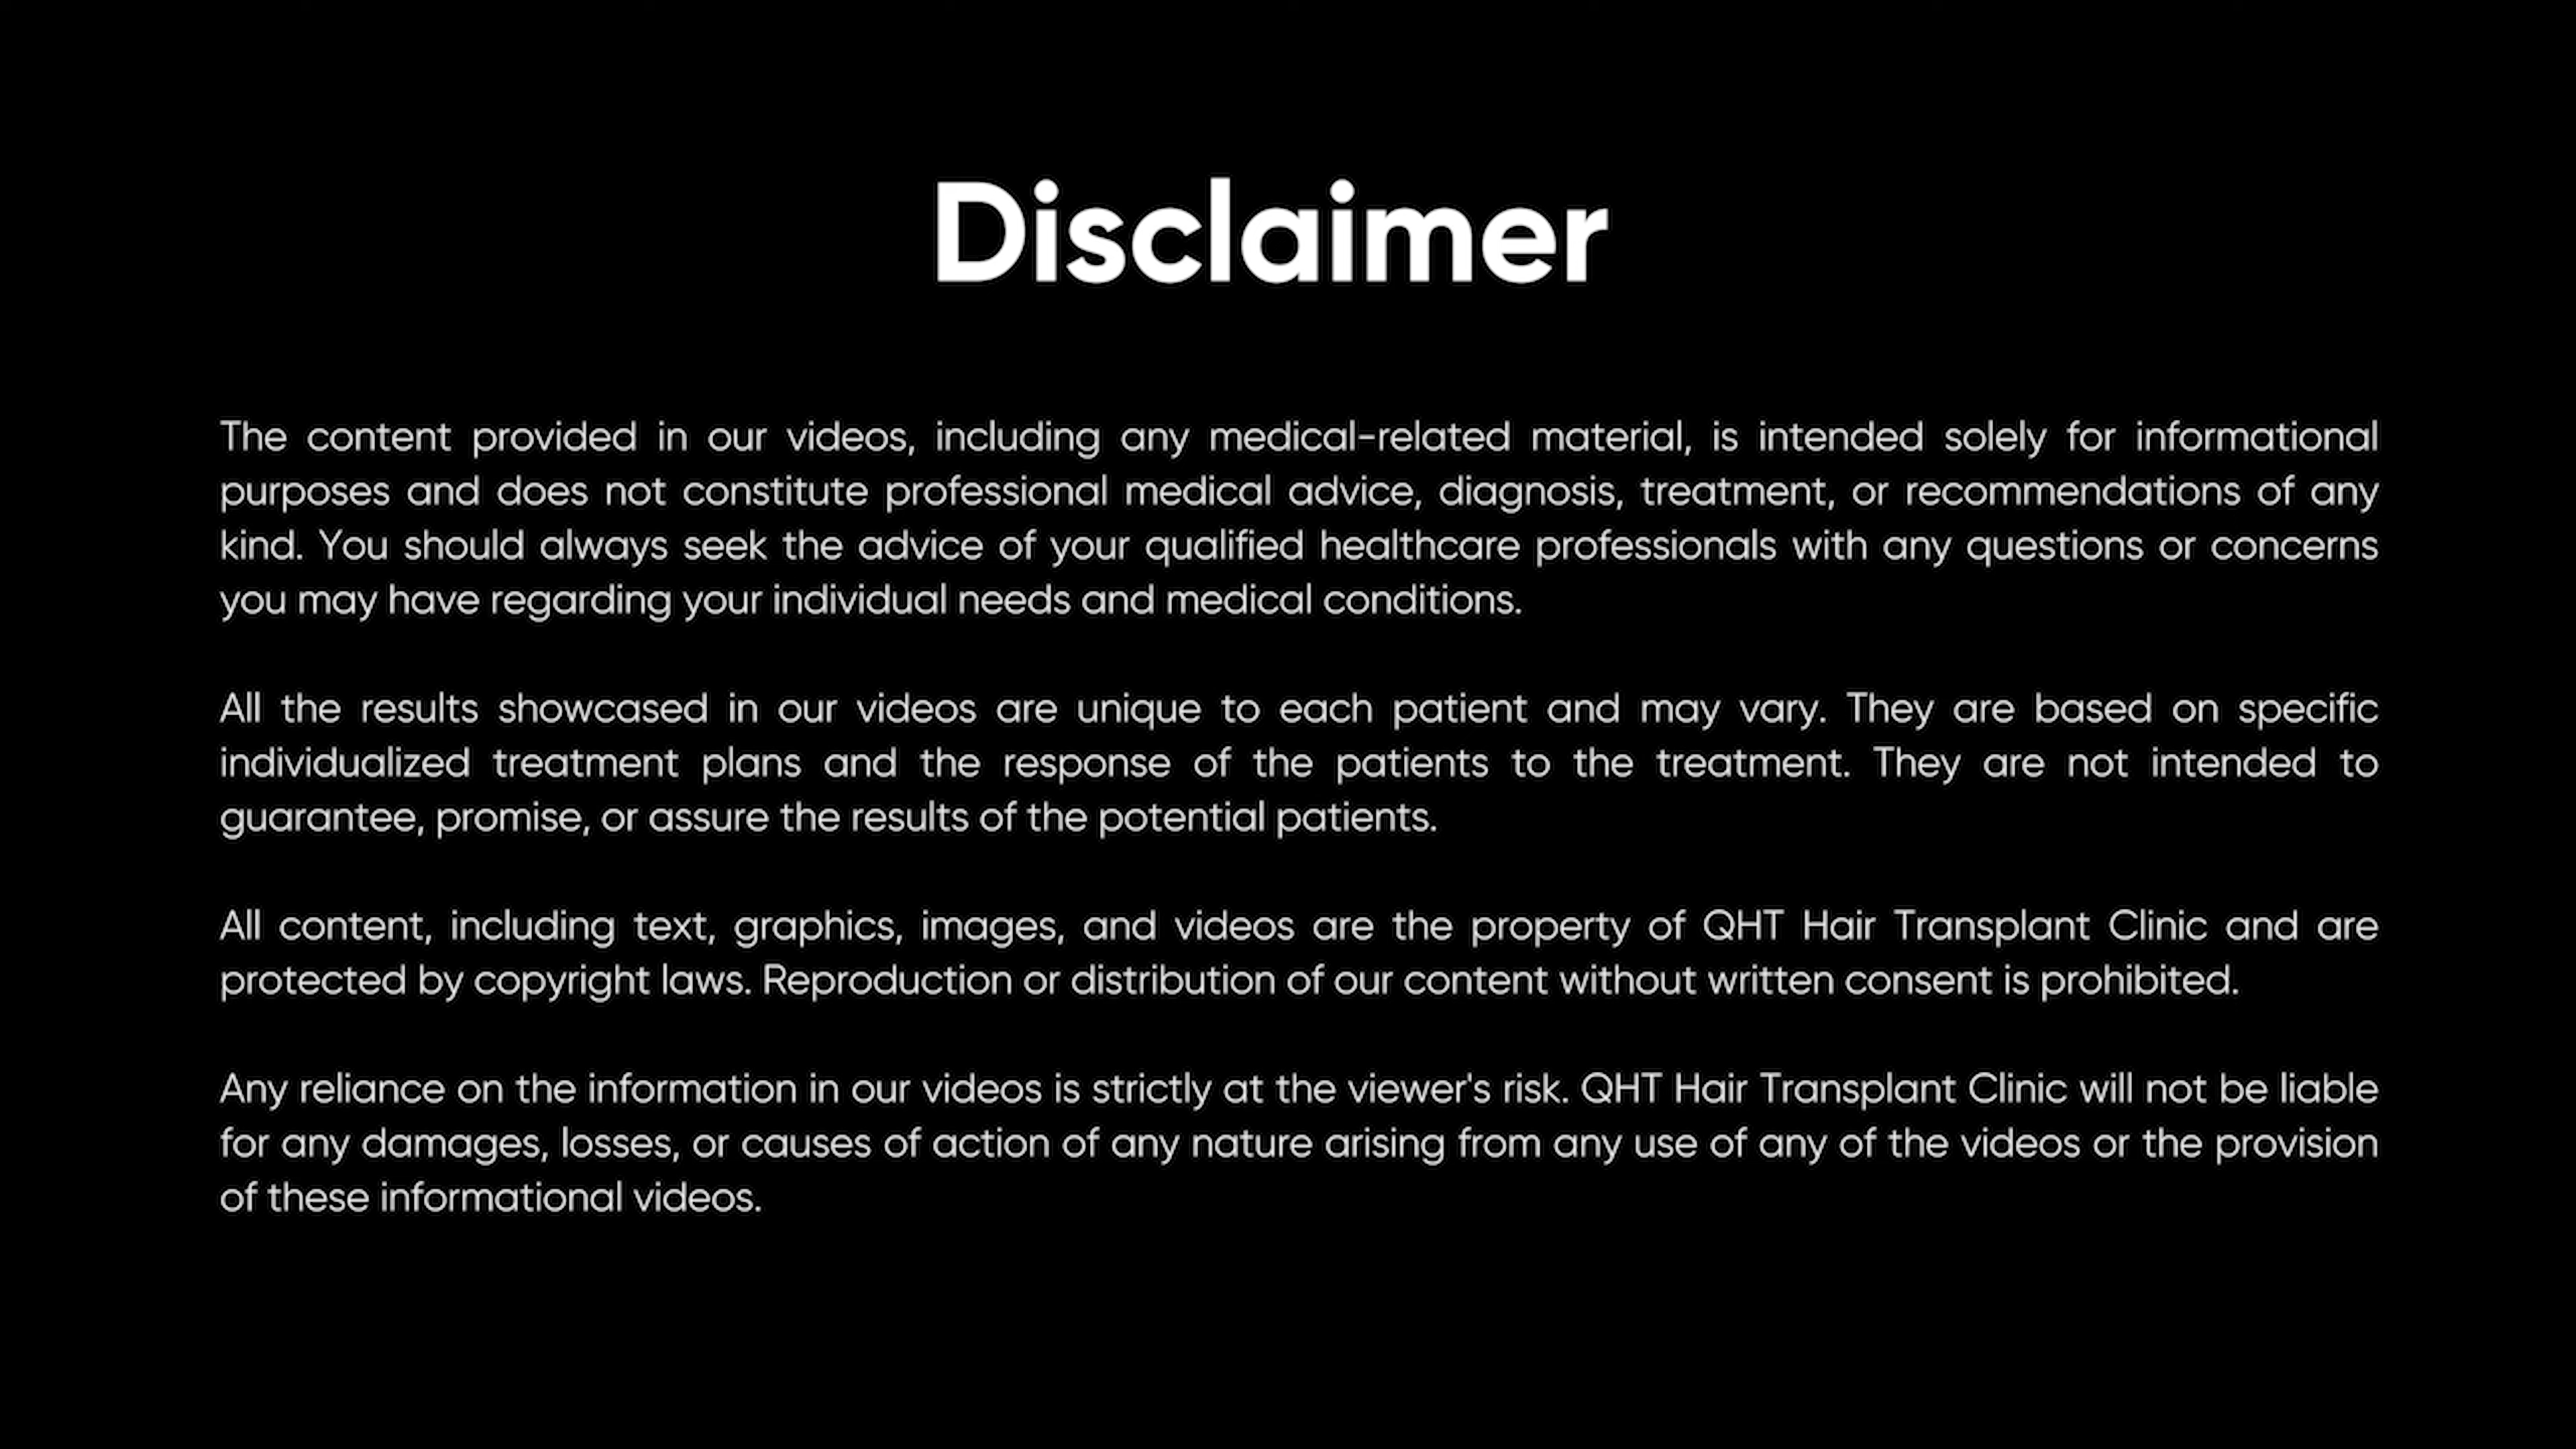 Disclaimer
The content provided in our videos, including any medical-related material, is intended solely for informational
purposes and does not constitute professional medical advice, diagnosis, treatment, or recommendations of any
kind. You should always seek the advice of your qualified healthcare professionals with any questions or concerns
you may have regarding your individual needs and medical conditions.
All the results showcased in our videos are unique to each patient and may vary. They are based on specific
individualized treatment plans and the response of the patients to the treatment. They are not intended to
guarantee, promise, or assure the results of the potential patients.
All content, including text, graphics, images, and videos are the property of QHT Hair Transplant Clinic and are
protected by copyright laws. Reproduction or distribution of our content without written consent is prohibited.
Any reliance on the information in our videos is strictly at the viewer's risk. QHT Hair Transplant Clinic will not be liable
for any damages, losses, or causes of action of any nature arising from any use of any of the videos or the provision
of these informational videos.